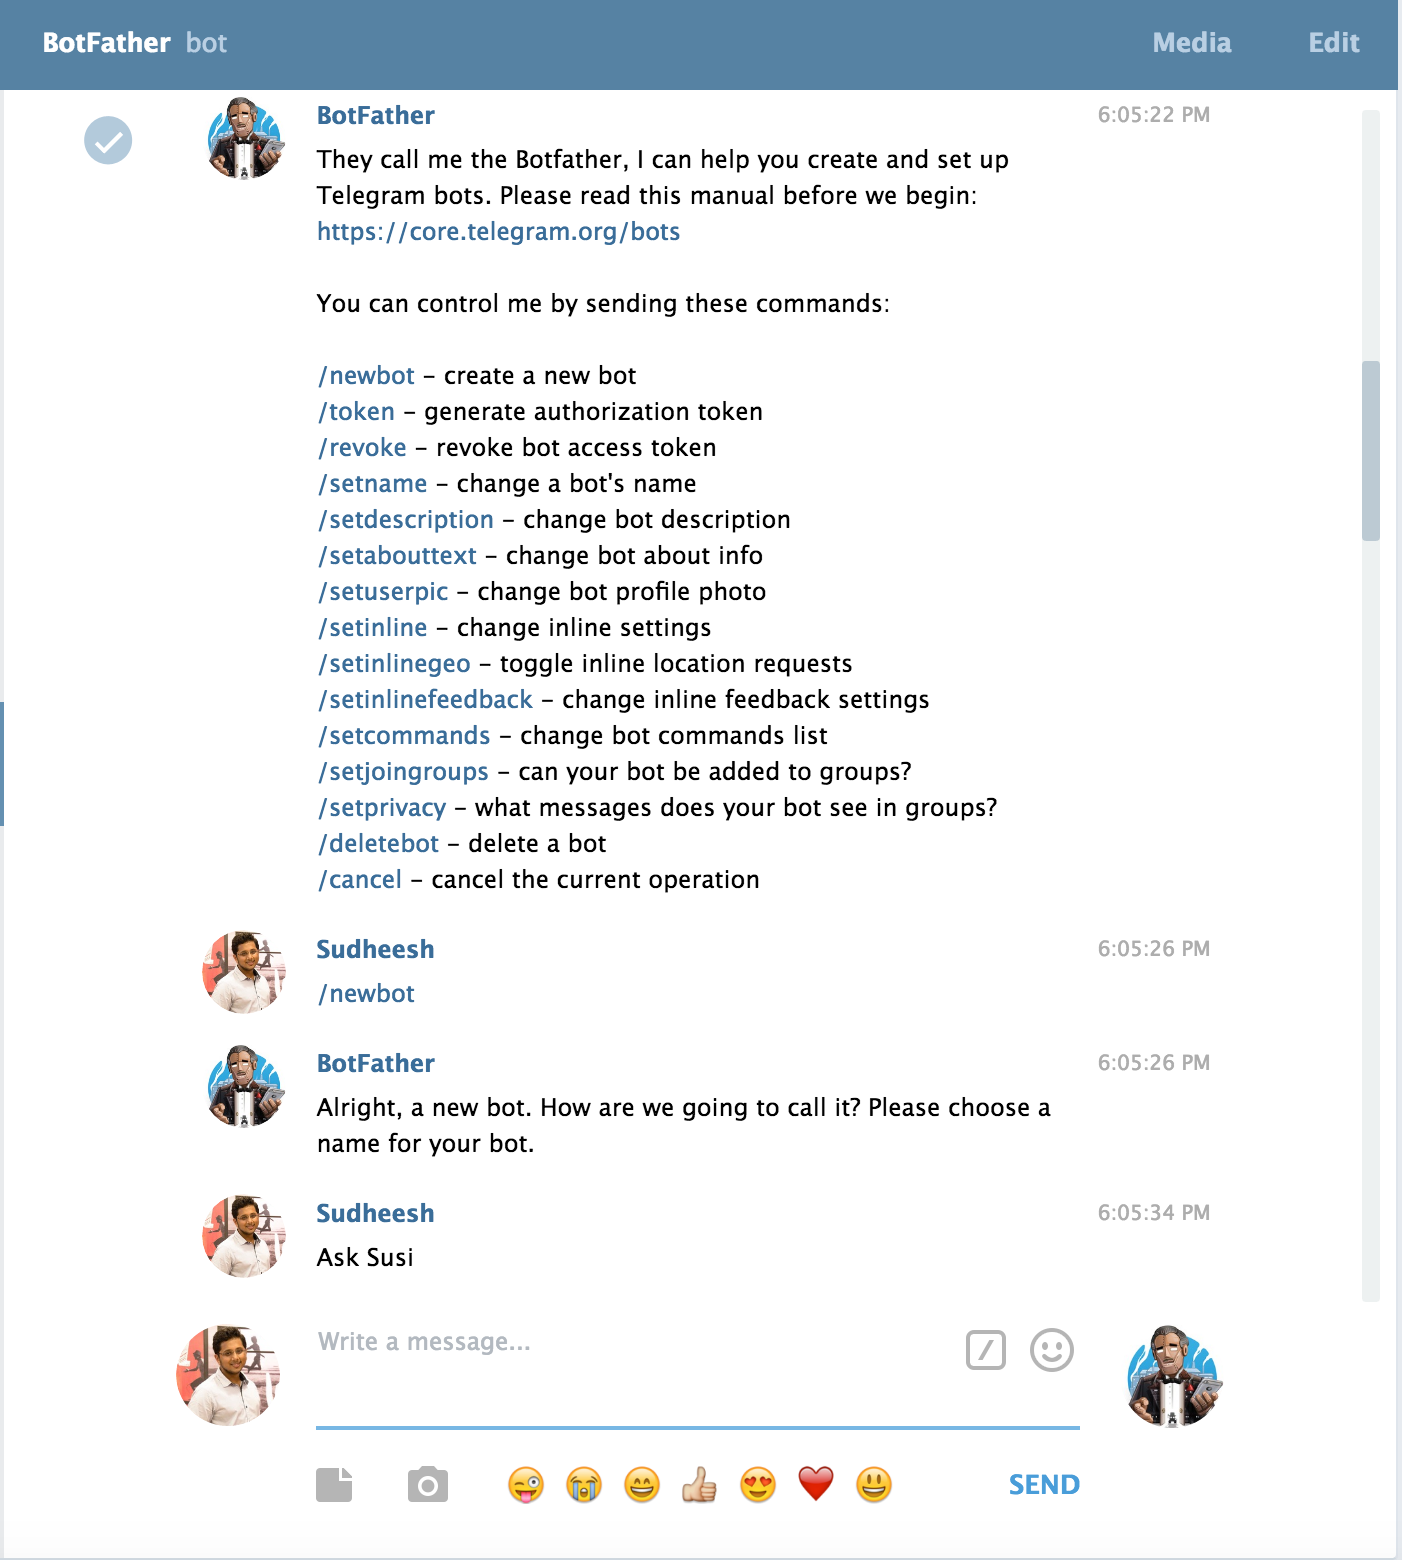 BotFather bot Media Edit
BotFather 6:05:22 PM
They call me the Botfather, I can help you create and set up
Telegram bots. Please read this manual before we begin:
https://core.telegram.org/bots
You can control me by sending these commands:
/newbot – create a new bot
/token – generate authorization token
/revoke – revoke bot access token
/setname – change a bot's name
/setdescription – change bot description
/setabouttext – change bot about info
/setuserpic – change bot profile photo
/setinline – change inline settings
/setinlinegeo – toggle inline location requests
/setinlinefeedback – change inline feedback settings
/setcommands – change bot commands list
/setjoingroups – can your bot be added to groups?
/setprivacy – what messages does your bot see in groups?
/deletebot – delete a bot
/cancel – cancel the current operation
Sudheesh 6:05:26 PM
/newbot
BotFather 6:05:26 PM
Alright, a new bot. How are we going to call it? Please choose a
name for your bot.
Sudheesh 6:05:34 PM
Ask Susi
Write a message...
SEND